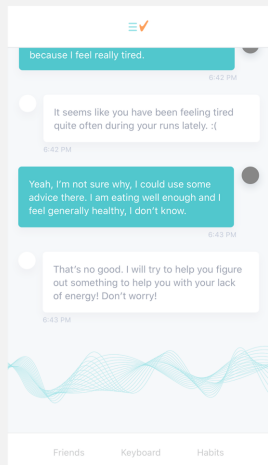 because I feel really tired.
6:42 PM
It seems like you have been feeling tired
quite often during your runs lately. :(
6:42 PM
Yeah, I'm not sure why, I could use some
advice there. I am eating well enough and I
feel generally healthy, I don't know.
6:43 PM
That's no good. I will try to help you figure
out something to help you with your lack
of energy! Don't worry!
6:43 PM
Friends Keyboard Habits